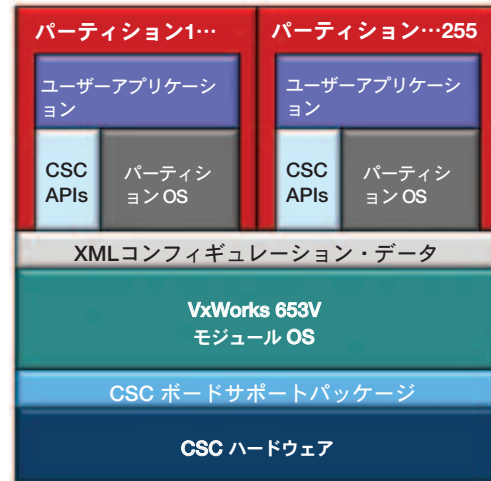 パーティション1…
パーティション…255
ユーザーアプリケーシ
ョン
ユーザーアプリケーシ
ョン
CSC
APIs
パーティシ
ョン OS
CSC
APIs
パーティシ
ョン OS
XMLコンフィギュレーション・データ
VxWorks 653V
モジュール OS
CSC ボードサポートパッケージ
CSC ハードウェア